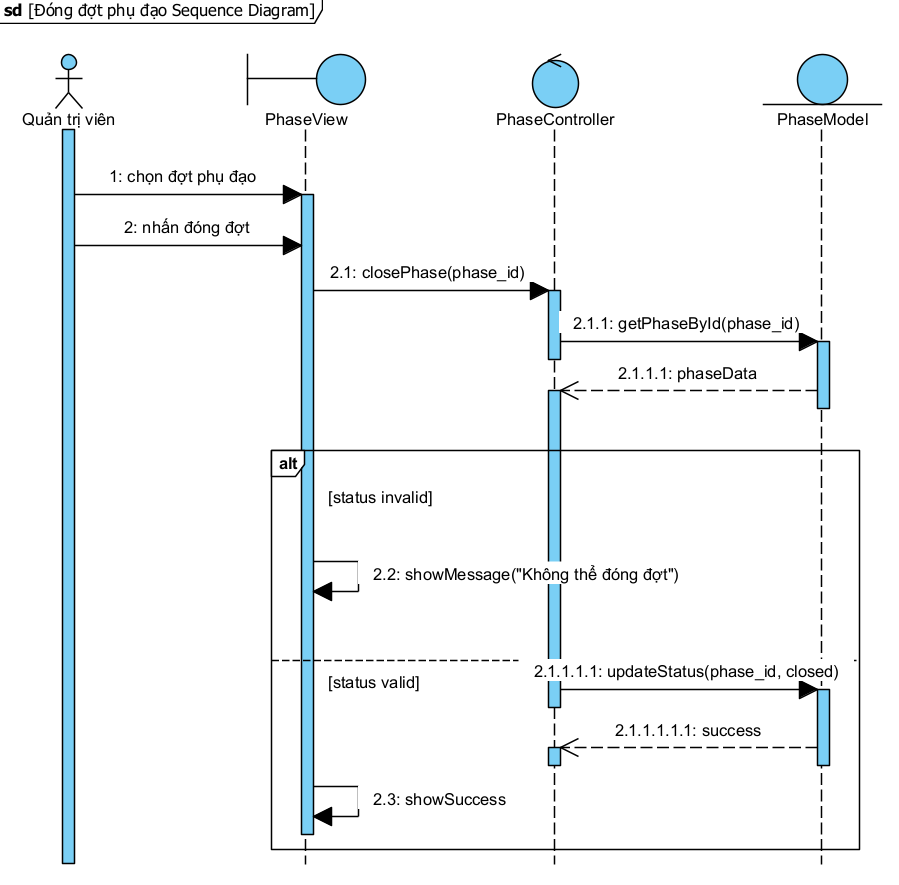 sd [Đóng đợt phụ đạo Sequence Diagram]
Quản trị viên
PhaseView
PhaseController
PhaseModel
1: chọn đợt phụ đạo
2: nhấn đóng đợt
2.1: closePhase(phase_id)
2.1.1: getPhaseById(phase_id)
2.1.1.1: phaseData
alt
[status invalid]
2.2: showMessage("Không thể đóng đợt")
2.1.1.1.1: updateStatus(phase_id, closed)
[status valid]
2.1.1.1.1.1: success
2.3: showSuccess